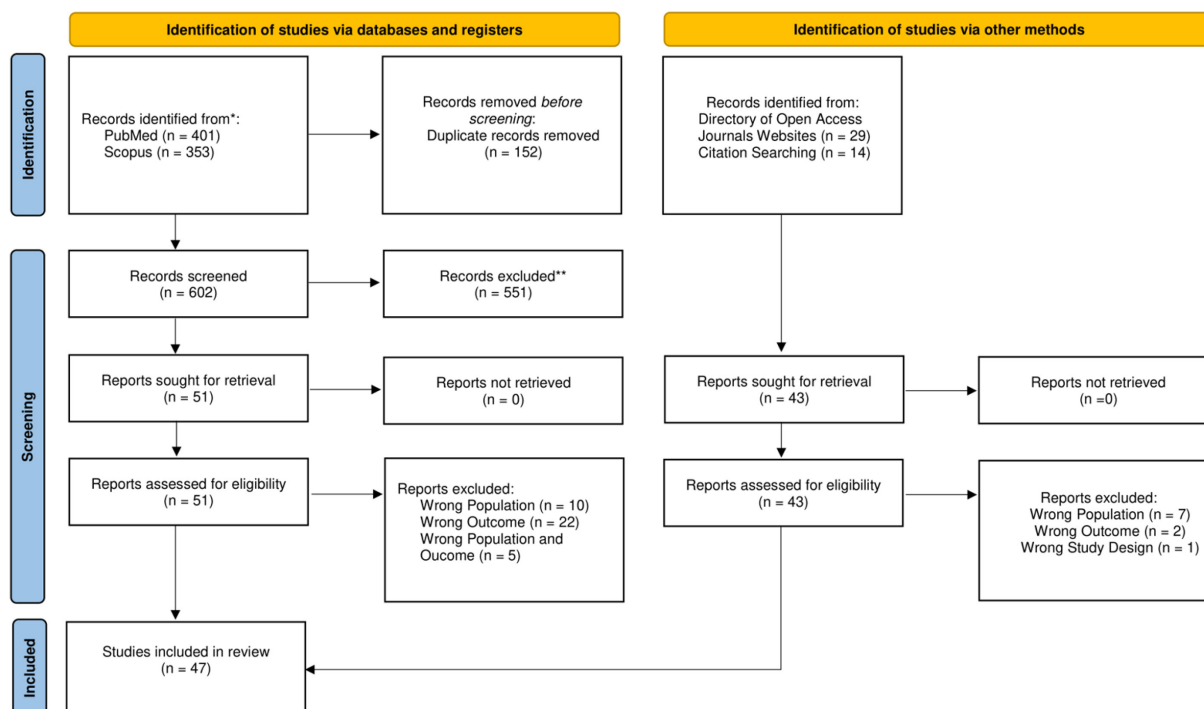 Identification of studies via databases and registers
Identification of studies via other methods
Identification
Records identified from*:
PubMed (n = 401)
Scopus (n = 353)
Records removed before
screening:
Duplicate records removed
(n = 152)
Records identified from:
Directory of Open Access
Journals Websites (n = 29)
Citation Searching (n = 14)
Screening
Records screened
(n = 602)
Records excluded**
(n = 551)
Reports sought for retrieval
(n = 51)
Reports not retrieved
(n = 0)
Reports sought for retrieval
(n = 43)
Reports not retrieved
(n =0)
Reports assessed for eligibility
(n = 51)
Reports excluded:
Wrong Population (n = 10)
Wrong Outcome (n = 22)
Wrong Population and
Oucome (n = 5)
Reports assessed for eligibility
(n = 43)
Reports excluded:
Wrong Population (n = 7)
Wrong Outcome (n = 2)
Wrong Study Design (n = 1)
Included
Studies included in review
(n = 47)